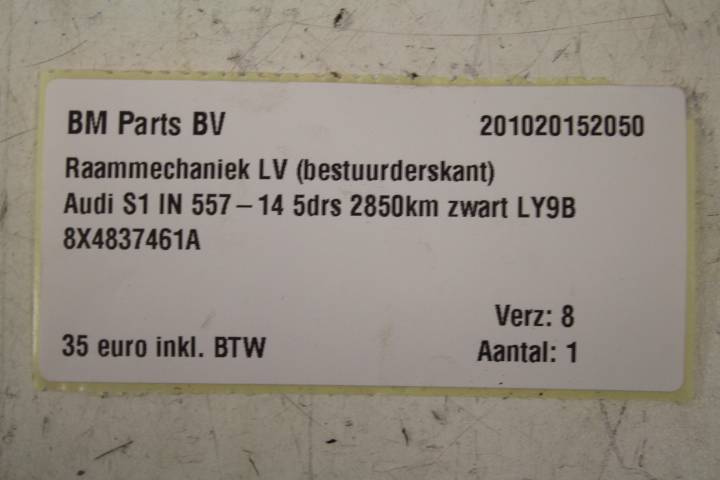 BM Parts BV 201020152050
Raammechaniek LV (bestuurderskant)
Audi S1 IN 557 – 14 5drs 2850km zwart LY9B
8X4837461A
Verz: 8
35 euro inkl. BTW Aantal: 1